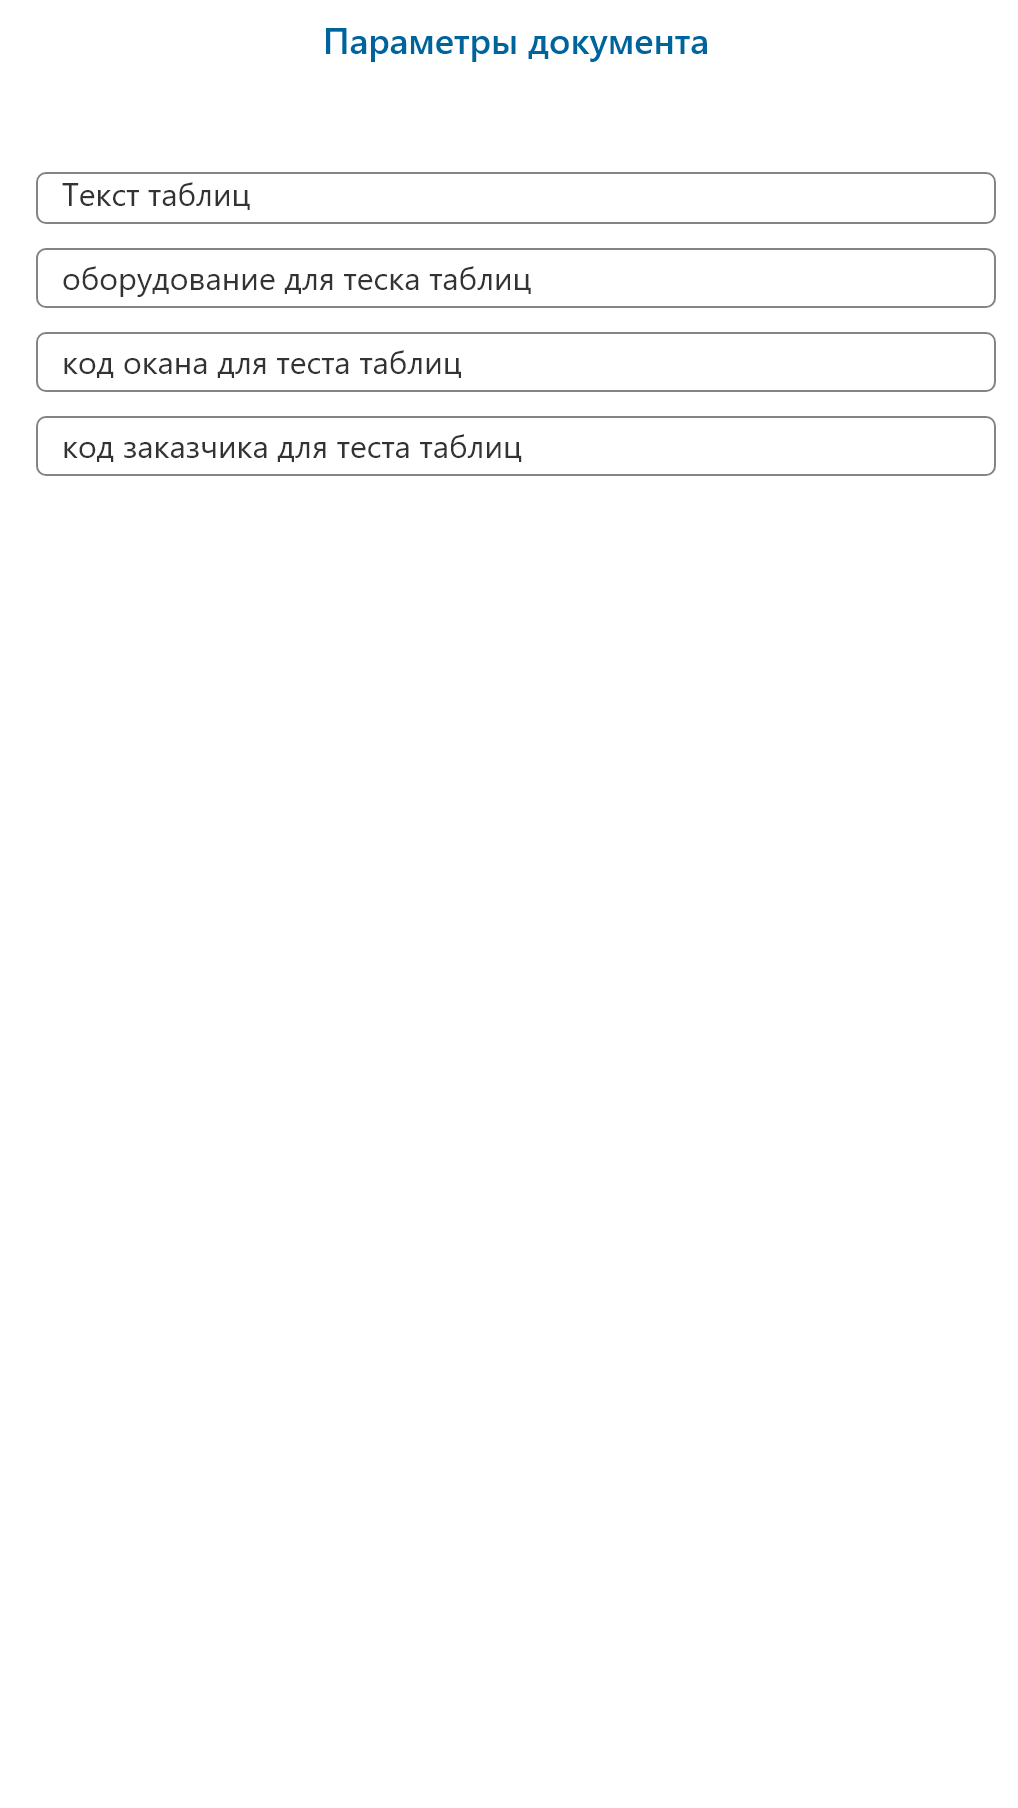 Параметры документа
Текст таблиц
оборудование для теска таблиц
код окана для теста таблиц
код заказчика для теста таблиц